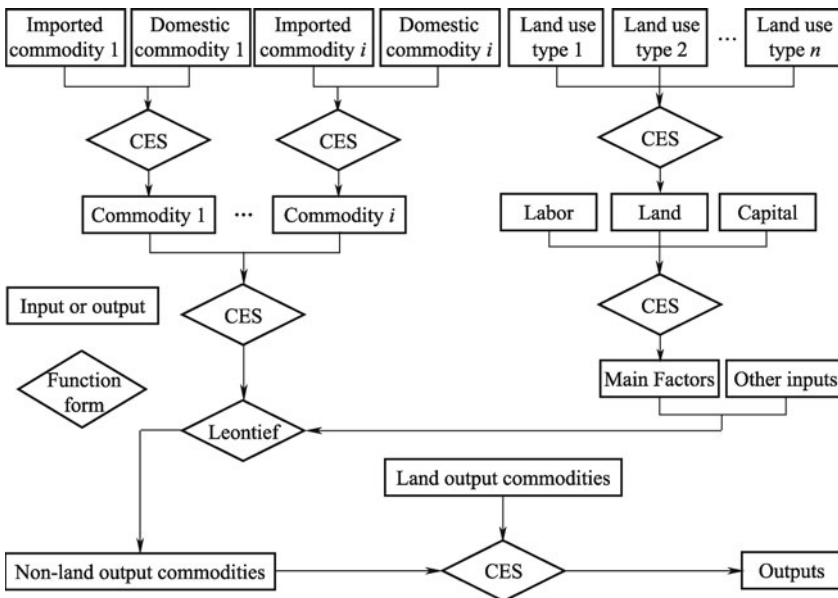 Imported commodity 1
Domestic commodity 1
Imported commodity i
Domestic commodity i
Land use type 1
Land use type 2
...
Land use type n
CES
CES
CES
Commodity 1
...
Commodity i
Labor
Land
Capital
Input or output
CES
CES
Function form
Main Factors
Other inputs
Leontief
Land output commodities
Non-land output commodities
CES
Outputs